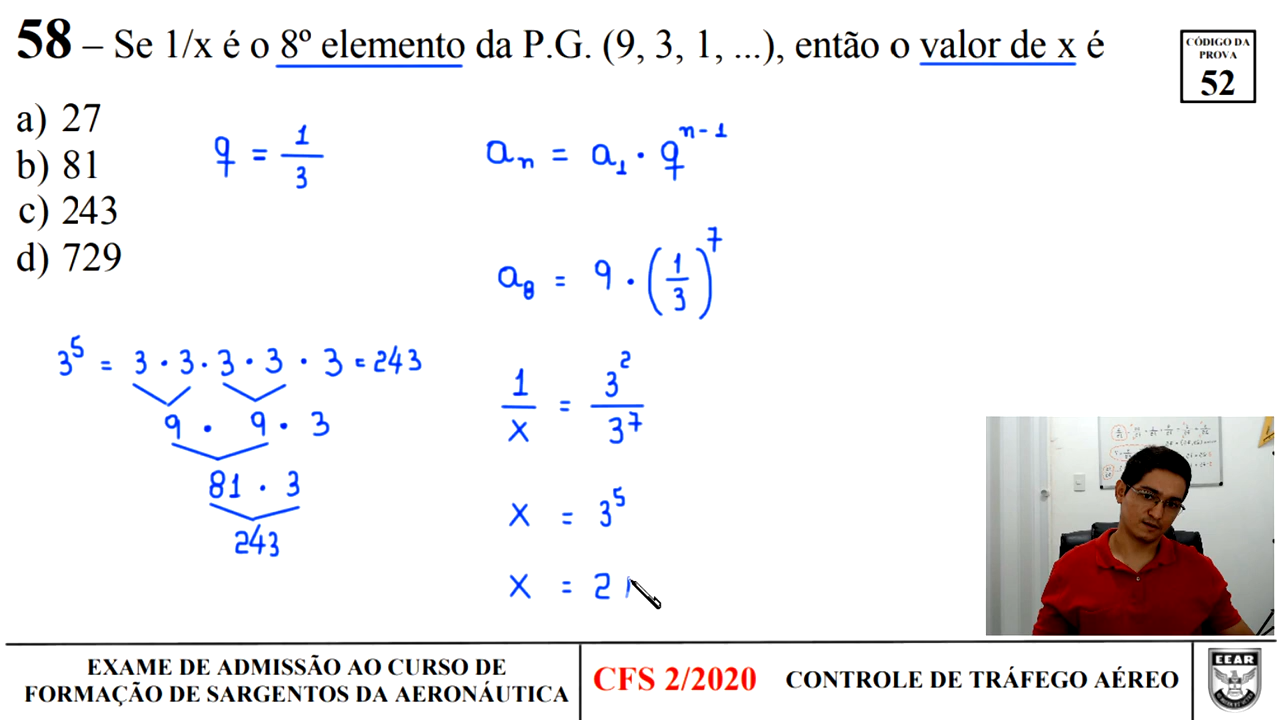 58 – Se 1/x é o 8º elemento da P.G. (9, 3, 1, ...), então o valor de x é
CÓDIGO DA
PROVA
52
a) 27
b) 81
c) 243
d) 729
q = 1/3
aₙ = a₁ · qⁿ⁻¹
a₈ = 9 · (1/3)⁷
3⁵ = 3 · 3 · 3 · 3 · 3 = 243
9 · 9 · 3
81 · 3
243
1/x = 3²/3⁷
x = 3⁵
x = 2
EXAME DE ADMISSÃO AO CURSO DE
FORMAÇÃO DE SARGENTOS DA AERONÁUTICA
CFS 2/2020
CONTROLE DE TRÁFEGO AÉREO
EEAR